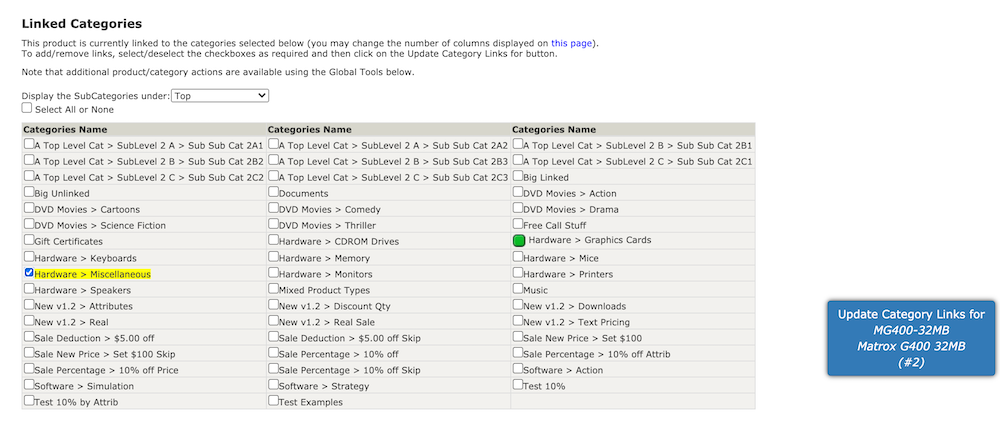 Linked Categories
This product is currently linked to the categories selected below (you may change the number of columns displayed on this page).
To add/remove links, select/deselect the checkboxes as required and then click on the Update Category Links for button.
Note that additional product/category actions are available using the Global Tools below.
Display the SubCategories under: Top
Select All or None
Categories Name Categories Name Categories Name
A Top Level Cat > SubLevel 2 A > Sub Sub Cat 2A1 A Top Level Cat > SubLevel 2 A > Sub Sub Cat 2A2 A Top Level Cat > SubLevel 2 B > Sub Sub Cat 2B1
A Top Level Cat > SubLevel 2 B > Sub Sub Cat 2B2 A Top Level Cat > SubLevel 2 B > Sub Sub Cat 2B3 A Top Level Cat > SubLevel 2 C > Sub Sub Cat 2C1
A Top Level Cat > SubLevel 2 C > Sub Sub Cat 2C2 A Top Level Cat > SubLevel 2 C > Sub Sub Cat 2C3 Big Linked
Big Unlinked Documents DVD Movies > Action
DVD Movies > Cartoons DVD Movies > Comedy DVD Movies > Drama
DVD Movies > Science Fiction DVD Movies > Thriller Free Call Stuff
Gift Certificates Hardware > CDROM Drives Hardware > Graphics Cards
Hardware > Keyboards Hardware > Memory Hardware > Mice
Hardware > Miscellaneous Hardware > Monitors Hardware > Printers
Hardware > Speakers Mixed Product Types Music
New v1.2 > Attributes New v1.2 > Discount Qty New v1.2 > Downloads
New v1.2 > Real New v1.2 > Real Sale New v1.2 > Text Pricing
Sale Deduction > $5.00 off Sale Deduction > $5.00 off Skip Sale New Price > Set $100
Sale New Price > Set $100 Skip Sale Percentage > 10% off Sale Percentage > 10% off Attrib
Sale Percentage > 10% off Price Sale Percentage > 10% off Skip Software > Action
Software > Simulation Software > Strategy Test 10%
Test 10% by Attrib Test Examples
Update Category Links for
MG400-32MB
Matrox G400 32MB
(#2)